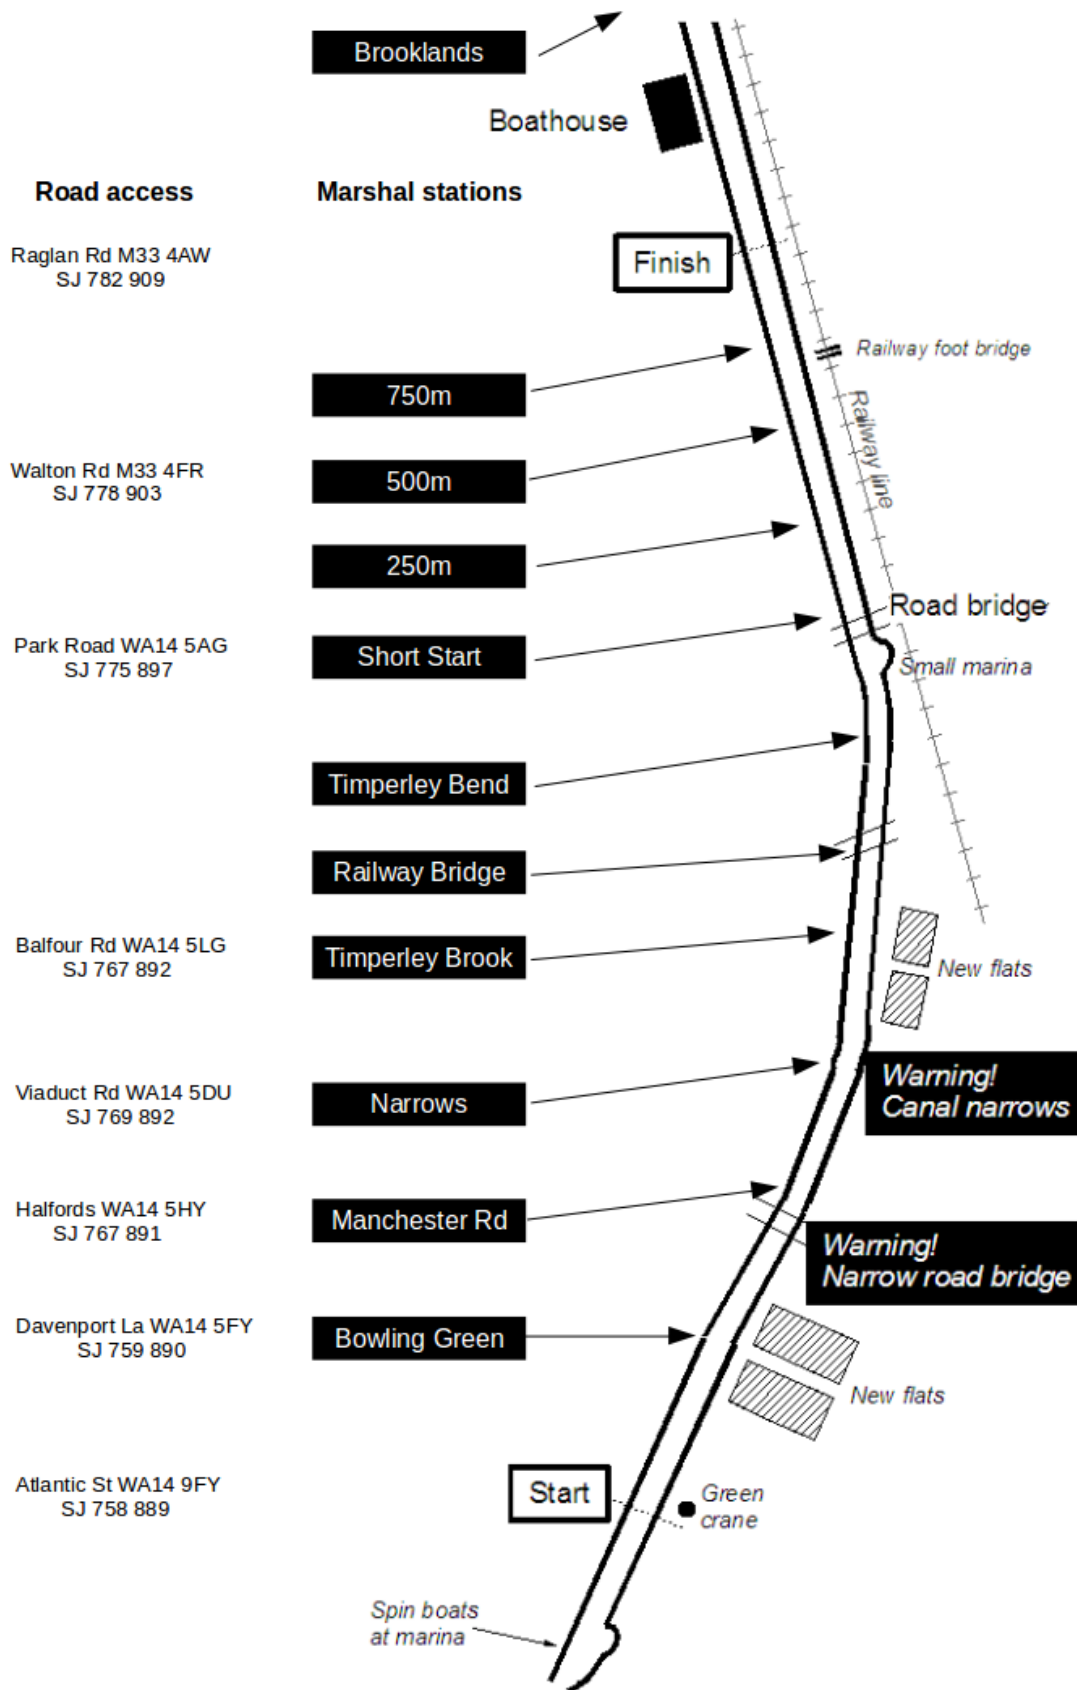 Brooklands
Boathouse
Road access
Marshal stations
Raglan Rd M33 4AW
SJ 782 909
Finish
Railway foot bridge
750m
Railway line
Walton Rd M33 4FR
SJ 778 903
500m
250m
Road bridge
Park Road WA14 5AG
SJ 775 897
Short Start
Small marina
Timperley Bend
Railway Bridge
Balfour Rd WA14 5LG
SJ 767 892
Timperley Brook
New flats
Viaduct Rd WA14 5DU
SJ 769 892
Narrows
Warning!
Canal narrows
Halfords WA14 5HY
SJ 767 891
Manchester Rd
Warning!
Narrow road bridge
Davenport La WA14 5FY
SJ 759 890
Bowling Green
New flats
Atlantic St WA14 9FY
SJ 758 889
Start
Green
crane
Spin boats
at marina